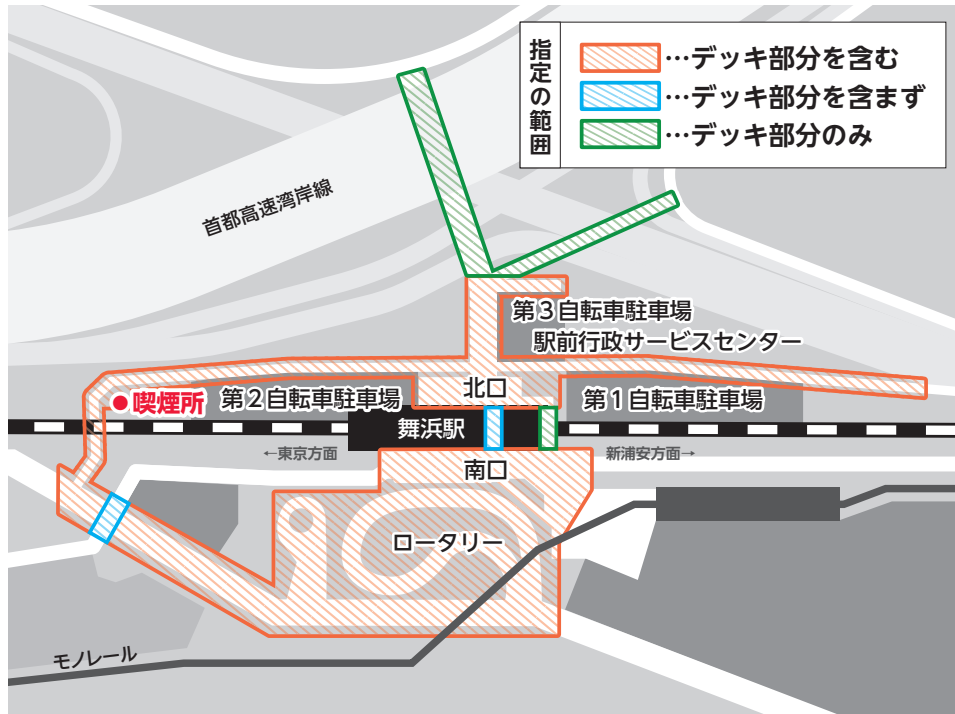 指定の範囲
…デッキ部分を含む
…デッキ部分を含まず
…デッキ部分のみ
首都高速湾岸線
第3自転車駐車場
駅前行政サービスセンター
北口
喫煙所
第2自転車駐車場
第1自転車駐車場
舞浜駅
←東京方面
新浦安方面→
南口
ロータリー
モノレール